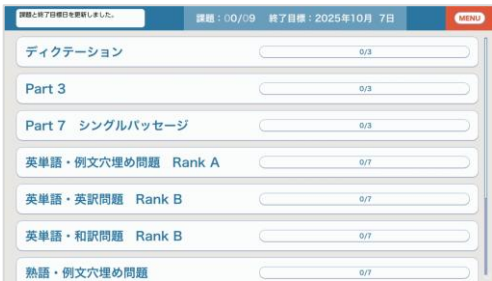 課題と終了目標日を更新しました。
課題：00/09 終了目標：2025年10月 7日
MENU
ディクテーション 0/3
Part 3 0/3
Part 7 シングルパッセージ 0/3
英単語・例文穴埋め問題 Rank A 0/7
英単語・英訳問題 Rank B 0/7
英単語・和訳問題 Rank B 0/7
熟語・例文穴埋め問題 0/7